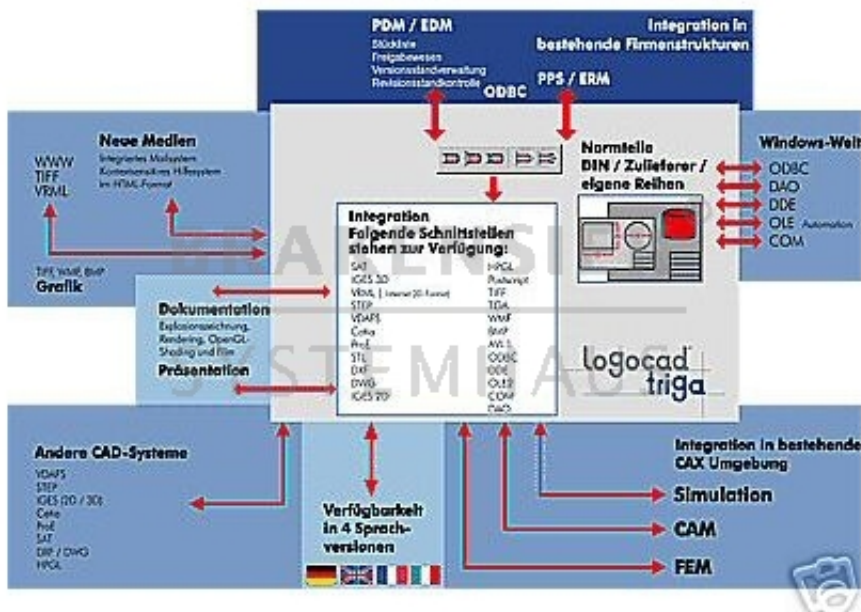 PDM / EDM
Stückliste
Freigabewesen
Versionsstandverwaltung
Revisionsstandkontrolle
ODBC
PPS / ERM
Integration in
bestehende Firmenstrukturen
Neue Medien
Integriertes Mailsystem
Kontextsensitives Hilfesystem
im HTML-Format
WWW
TIFF
VRML
TIFF, WMF, BMP
Grafik
Normteile
DIN / Zulieferer /
eigene Reihen
Windows-Welt
ODBC
DAO
DDE
OLE Automation
COM
Integration
Folgende Schnittstellen
stehen zur Verfügung:
SAT
IGES 3D
VRML ( Internet 3D-Format)
STEP
VDAFS
Catia
ProE
STL
DXF
DWG
IGES 2D
HPGL
Postscript
TIFF
TGA
WMF
BMP
ODBC
DDE
OLE2
COM
DAO
Dokumentation
Explosionszeichnung,
Rendering, OpenGL-
Shading und Film
Präsentation
SYSTEMHAUS
logocad
triga
Andere CAD-Systeme
VDAFS
STEP
IGES (2D / 3D)
Catia
ProE
SAT
DXF / DWG
HPGL
Verfügbarkeit
in 4 Sprach-
versionen
Integration in bestehende
CAX Umgebung
Simulation
CAM
FEM